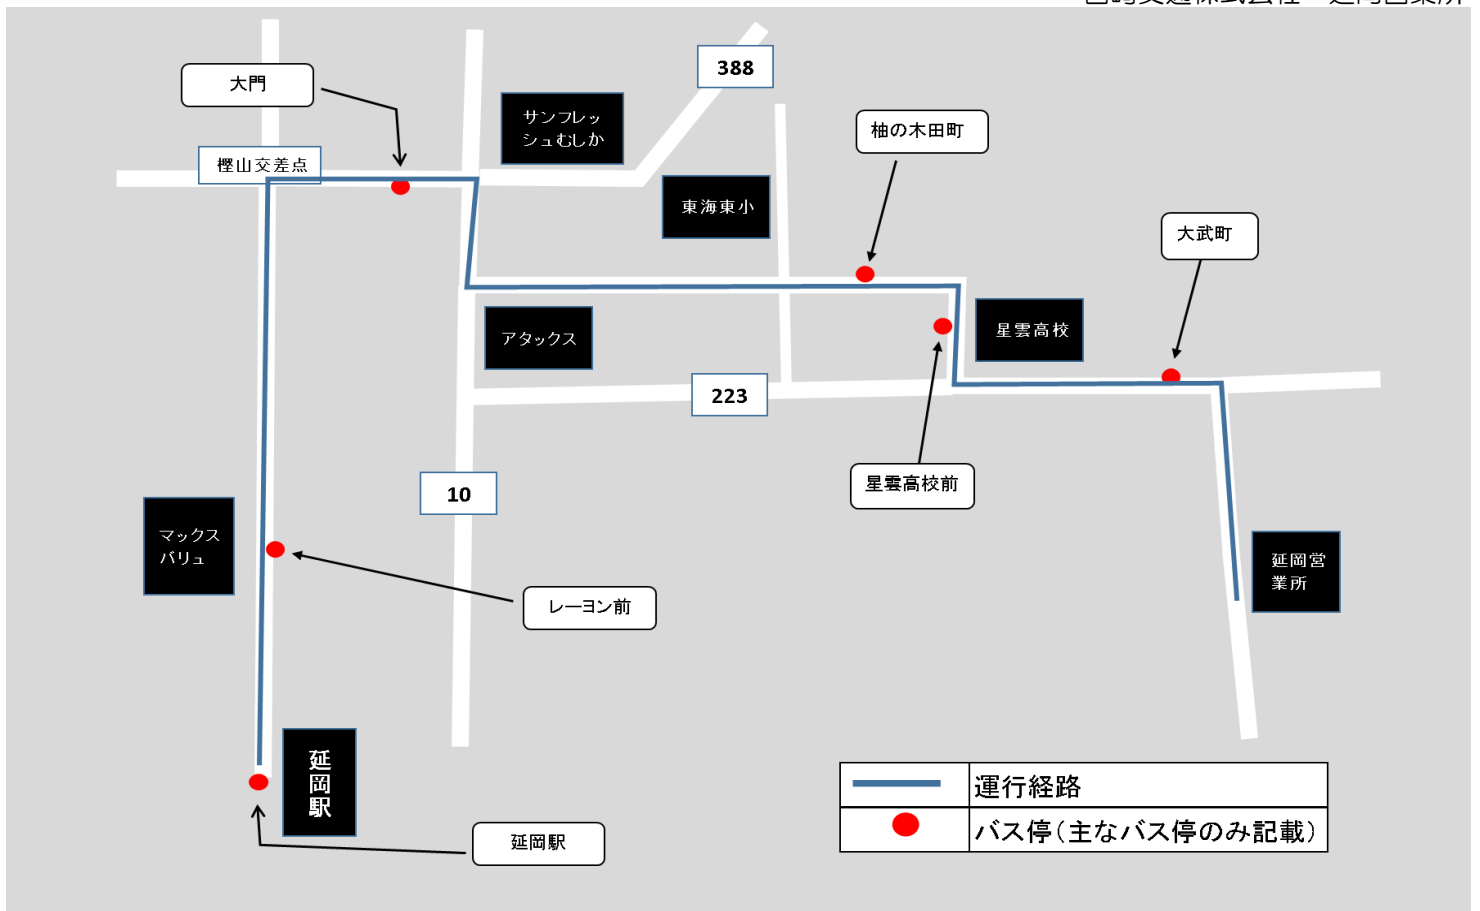 388
大門
サンフレッ
シュむしか
柚の木田町
樫山交差点
東海東小
大武町
アタックス
星雲高校
223
10
星雲高校前
マックス
バリュ
延岡営
業所
レーヨン前
延岡駅
延岡駅
運行経路
バス停(主なバス停のみ記載)